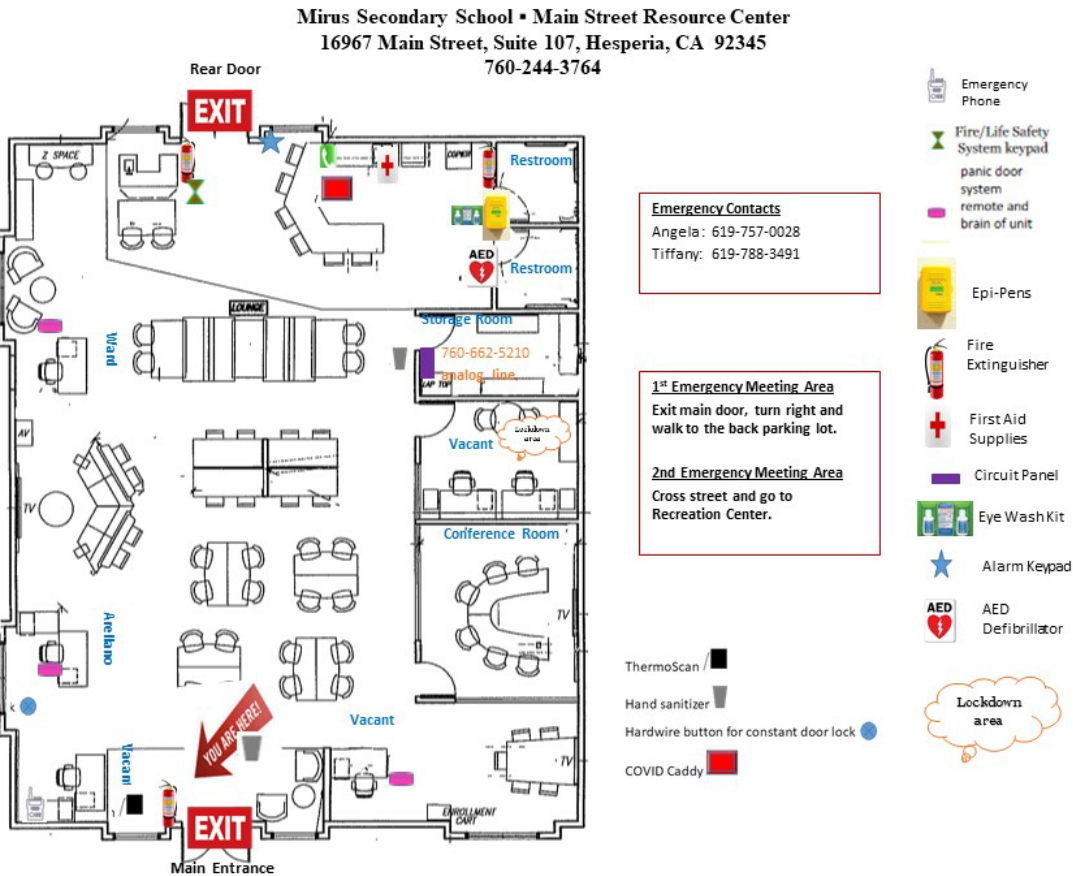 Mirus Secondary School ▪ Main Street Resource Center
16967 Main Street, Suite 107, Hesperia, CA 92345
760-244-3764
Rear Door
EXIT
Z SPACE
COPIER
Restroom
AED
Restroom
LOUNGE
Storage Room
Ward
760-662-5210
analog line
LAP TOP
AV
Vacant
Lockdown
area
TV
Conference Room
TV
Arellano
YOU ARE HERE!
Vacant
Vacant
TV
ENROLLMENT
CART
EXIT
Main Entrance
Emergency Contacts
Angela: 619-757-0028
Tiffany: 619-788-3491
1st Emergency Meeting Area
Exit main door, turn right and
walk to the back parking lot.
2nd Emergency Meeting Area
Cross street and go to
Recreation Center.
ThermoScan
Hand sanitizer
Hardwire button for constant door lock
COVID Caddy
Emergency
Phone
Fire/Life Safety
System keypad
panic door
system
remote and
brain of unit
Epi-Pens
Fire
Extinguisher
First Aid
Supplies
Circuit Panel
Eye Wash Kit
Alarm Keypad
AED
AED
Defibrillator
Lockdown
area